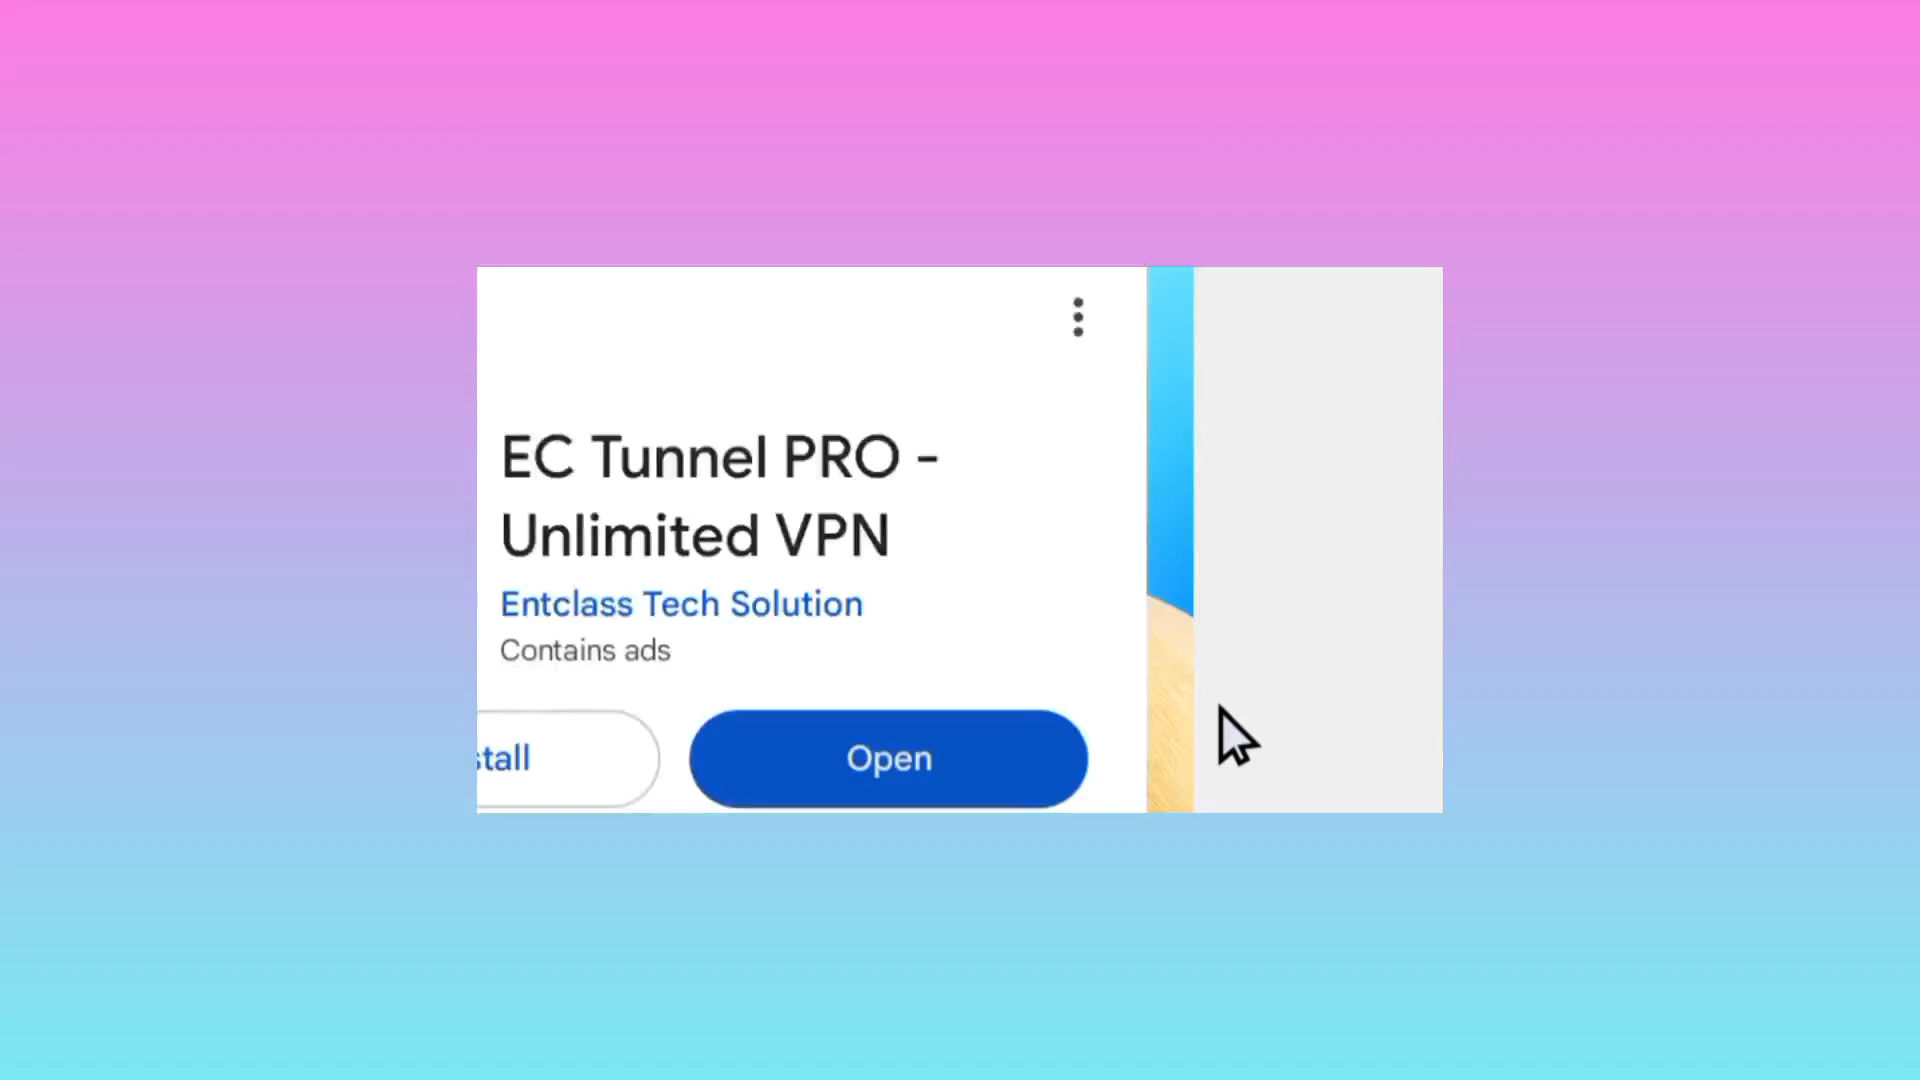 EC Tunnel PRO -
Unlimited VPN
Entclass Tech Solution
Contains ads
stall
Open